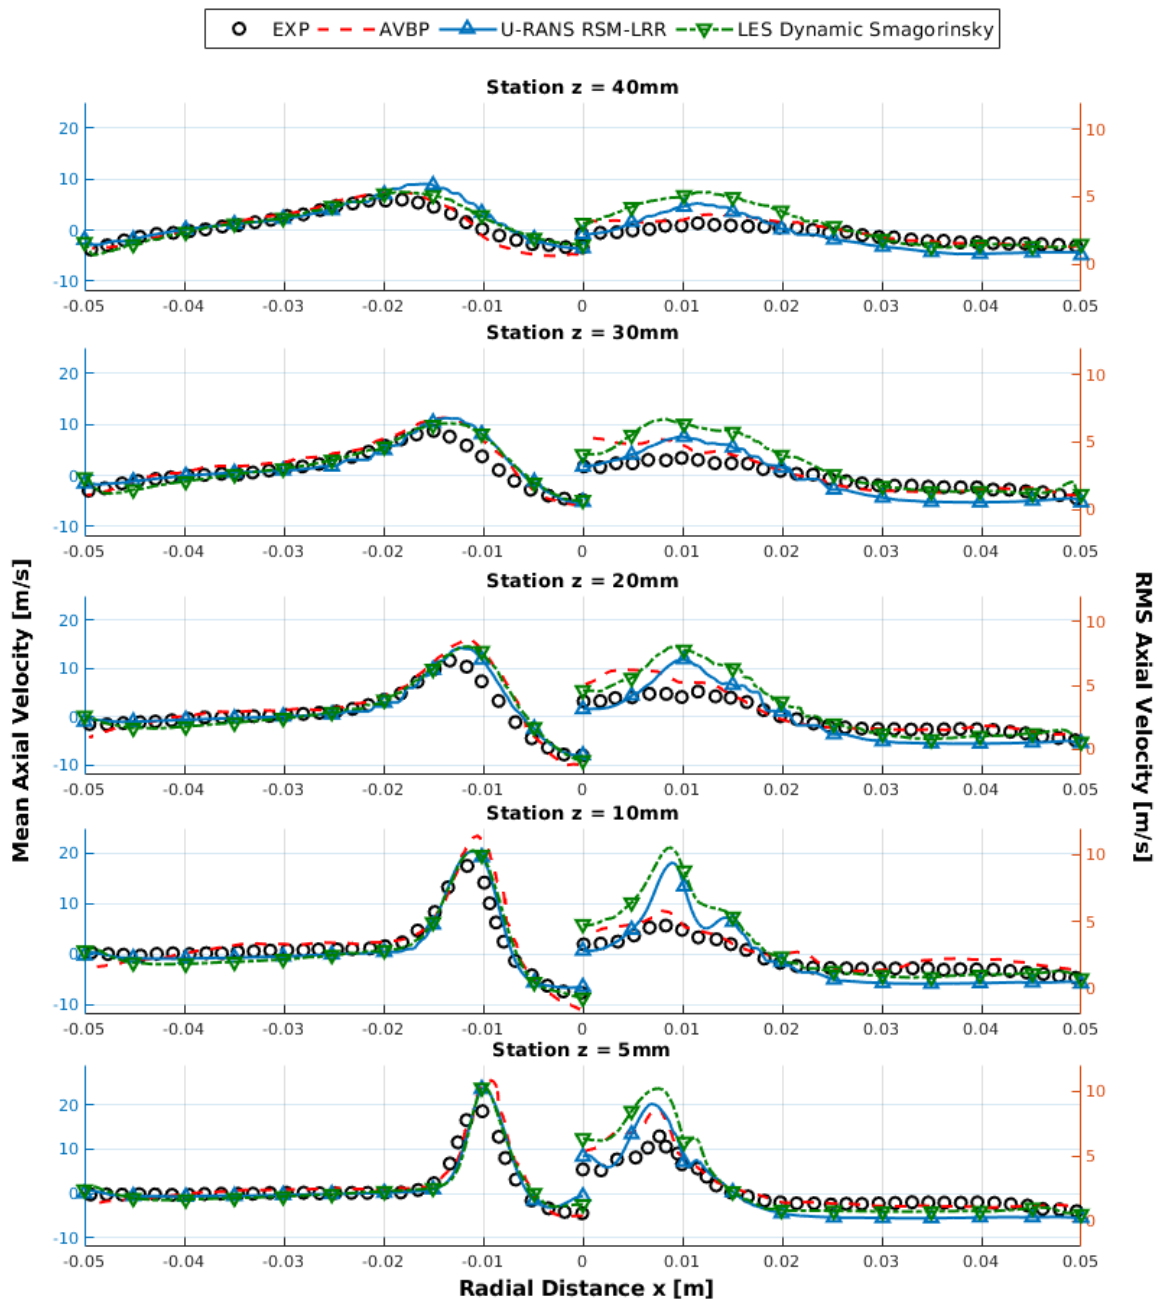 EXP AVBP U-RANS RSM-LRR LES Dynamic Smagorinsky
Station z = 40mm
20
10
0
-10
10
5
0
-0.05 -0.04 -0.03 -0.02 -0.01 0 0.01 0.02 0.03 0.04 0.05
Station z = 30mm
20
10
0
-10
10
5
0
-0.05 -0.04 -0.03 -0.02 -0.01 0 0.01 0.02 0.03 0.04 0.05
Station z = 20mm
20
10
0
-10
10
5
0
-0.05 -0.04 -0.03 -0.02 -0.01 0 0.01 0.02 0.03 0.04 0.05
Station z = 10mm
20
10
0
-10
10
5
0
-0.05 -0.04 -0.03 -0.02 -0.01 0 0.01 0.02 0.03 0.04 0.05
Station z = 5mm
20
10
0
-10
10
5
0
-0.05 -0.04 -0.03 -0.02 -0.01 0 0.01 0.02 0.03 0.04 0.05
Mean Axial Velocity [m/s]
RMS Axial Velocity [m/s]
Radial Distance x [m]